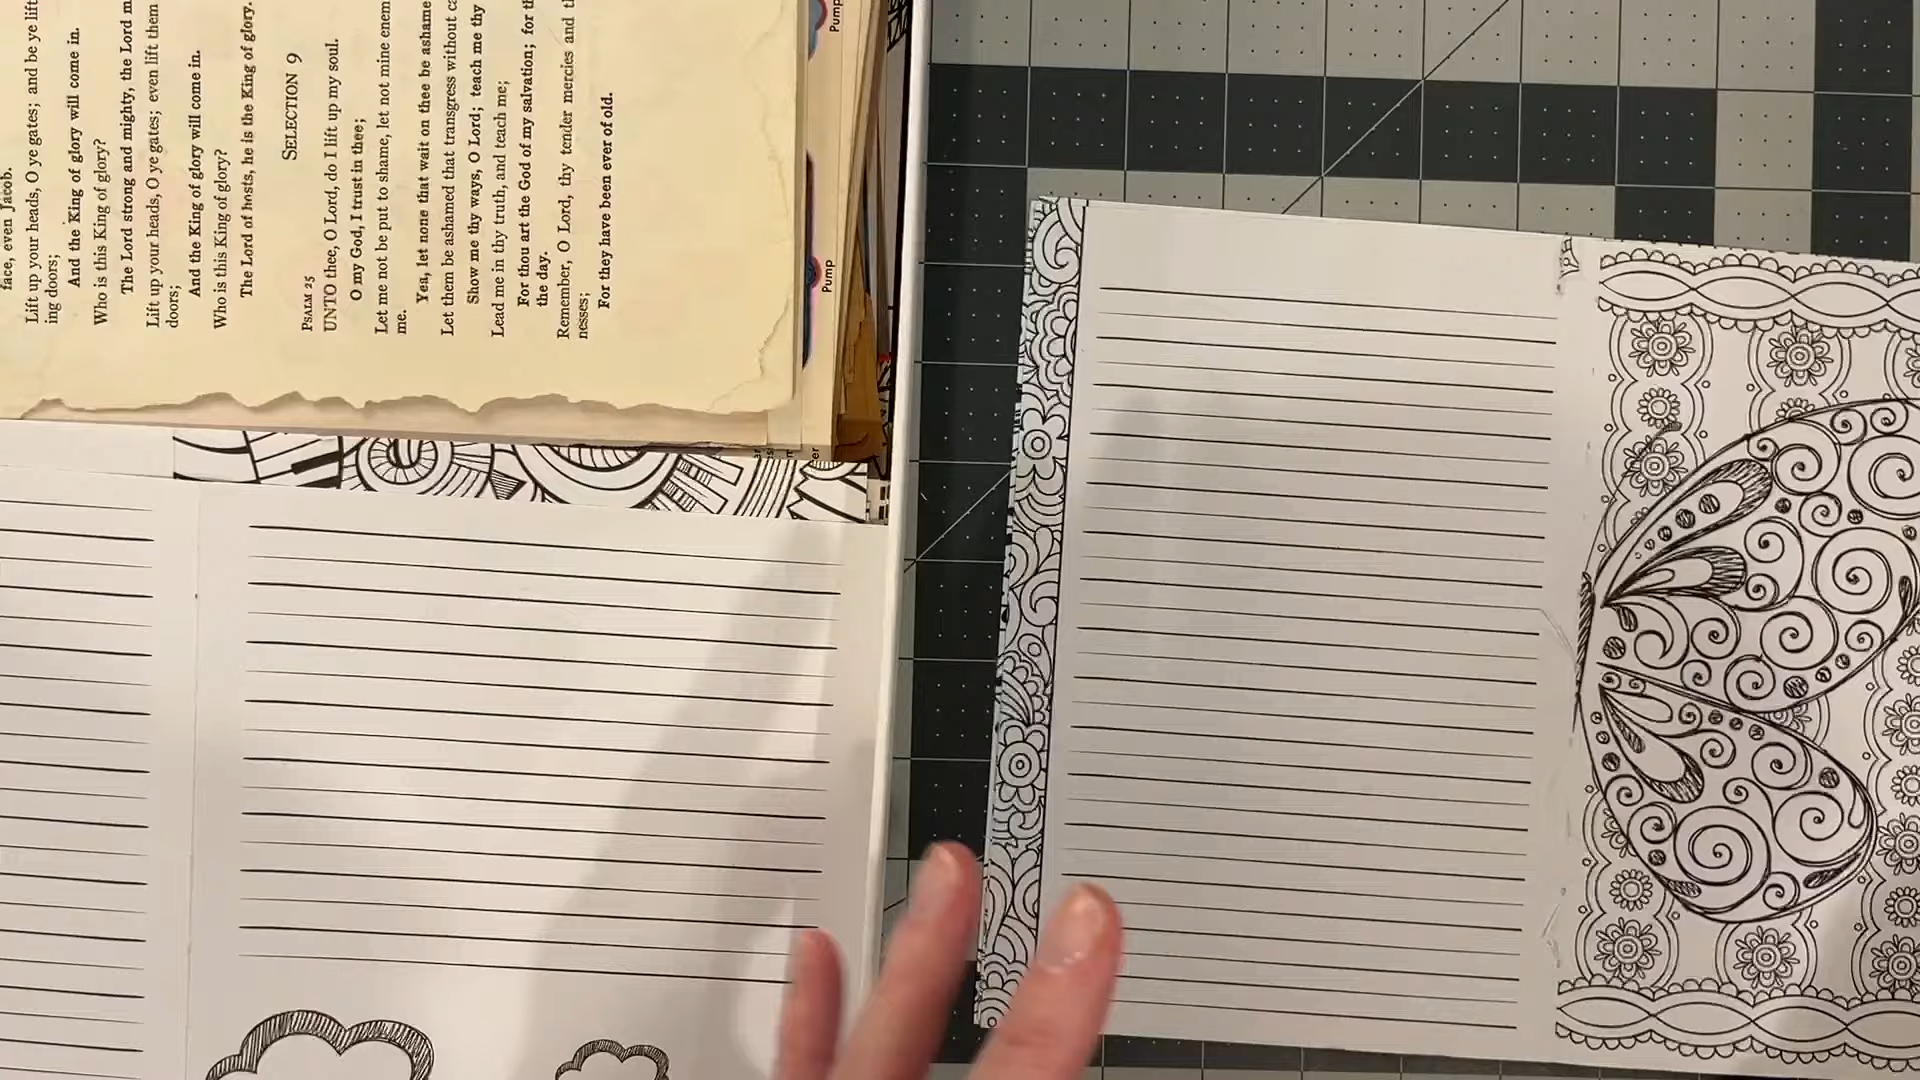 face, even Jacob.
Lift up your heads, O ye gates; and be ye lift
ing doors;
And the King of glory will come in.
Who is this King of glory?
The Lord strong and mighty, the Lord m
Lift up your heads, O ye gates; even lift them
doors;
And the King of glory will come in.
Who is this King of glory?
The Lord of hosts, he is the King of glory.
SELECTION 9
PSALM 25
UNTO thee, O Lord, do I lift up my soul.
O my God, I trust in thee;
Let me not be put to shame, let not mine enem
me.
Yea, let none that wait on thee be ashame
Let them be ashamed that transgress without ca
Show me thy ways, O Lord; teach me thy
Lead me in thy truth, and teach me;
For thou art the God of my salvation; for th
the day.
Remember, O Lord, thy tender mercies and th
nesses;
For they have been ever of old.
Pump
Pump